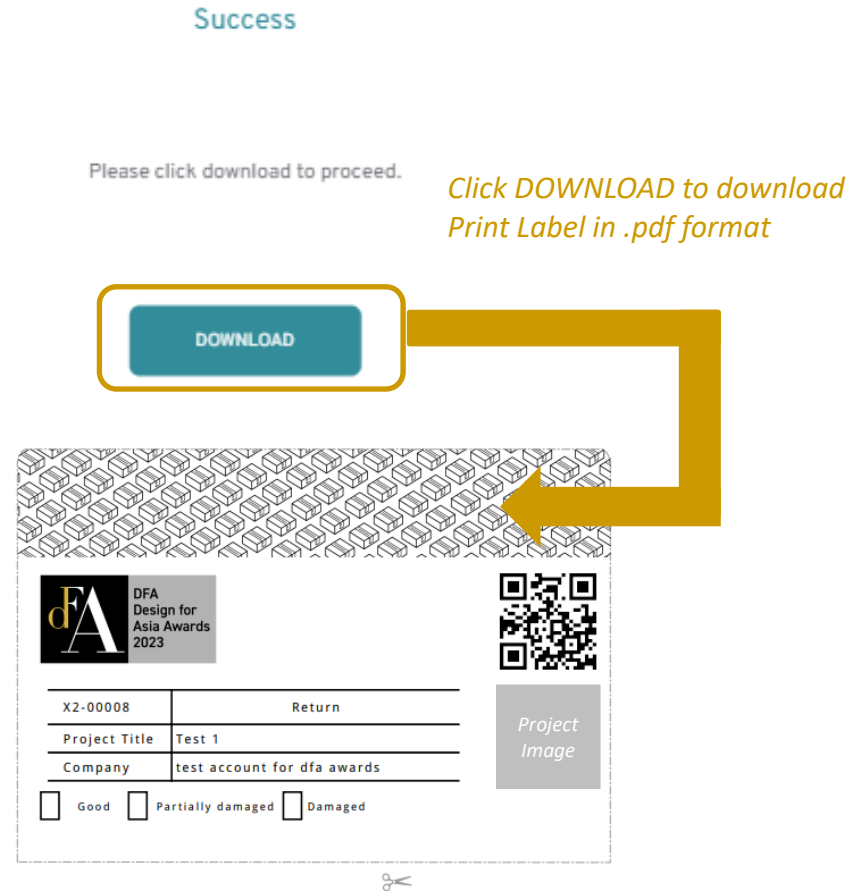 Success
Please click download to proceed.
Click DOWNLOAD to download
Print Label in .pdf format
DOWNLOAD
dFA
DFA
Design for
Asia Awards
2023
X2-00008 Return
Project Title Test 1
Company test account for dfa awards
Good Partially damaged Damaged
Project
Image